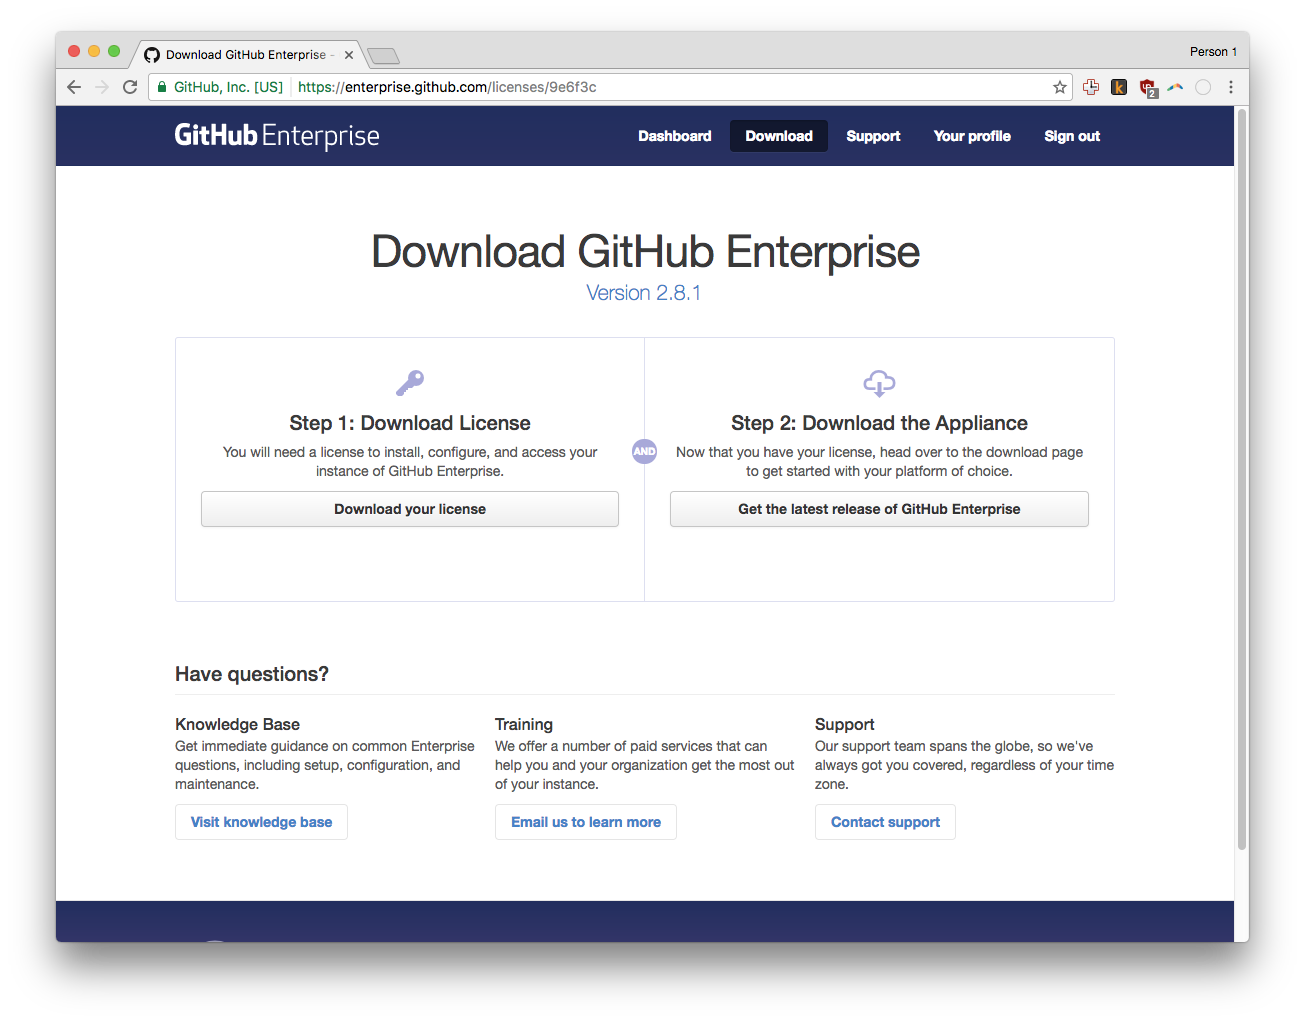 Download GitHub Enterprise -
Person 1
GitHub, Inc. [US]
https://enterprise.github.com/licenses/9e6f3c
k
2
GitHub Enterprise
Dashboard
Download
Support
Your profile
Sign out
Download GitHub Enterprise
Version 2.8.1
Step 1: Download License
You will need a license to install, configure, and access your
instance of GitHub Enterprise.
Download your license
AND
Step 2: Download the Appliance
Now that you have your license, head over to the download page
to get started with your platform of choice.
Get the latest release of GitHub Enterprise
Have questions?
Knowledge Base
Get immediate guidance on common Enterprise
questions, including setup, configuration, and
maintenance.
Visit knowledge base
Training
We offer a number of paid services that can
help you and your organization get the most out
of your instance.
Email us to learn more
Support
Our support team spans the globe, so we've
always got you covered, regardless of your time
zone.
Contact support